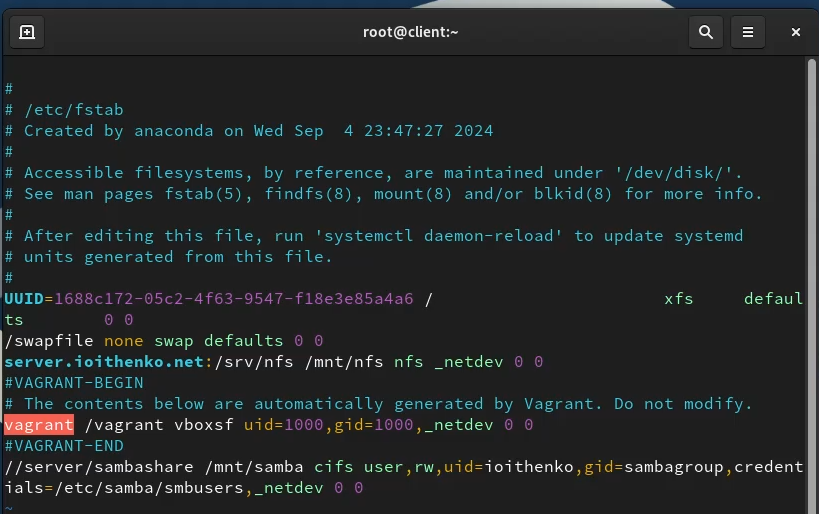 root@client:~
#
# /etc/fstab
# Created by anaconda on Wed Sep  4 23:47:27 2024
#
# Accessible filesystems, by reference, are maintained under '/dev/disk/'.
# See man pages fstab(5), findfs(8), mount(8) and/or blkid(8) for more info.
#
# After editing this file, run 'systemctl daemon-reload' to update systemd
# units generated from this file.
#
UUID=1688c172-05c2-4f63-9547-f18e3e85a4a6 /                       xfs     defaul
ts        0 0
/swapfile none swap defaults 0 0
server.ioithenko.net:/srv/nfs /mnt/nfs nfs _netdev 0 0
#VAGRANT-BEGIN
# The contents below are automatically generated by Vagrant. Do not modify.
vagrant /vagrant vboxsf uid=1000,gid=1000,_netdev 0 0
#VAGRANT-END
//server/sambashare /mnt/samba cifs user,rw,uid=ioithenko,gid=sambagroup,credent
ials=/etc/samba/smbusers,_netdev 0 0
~